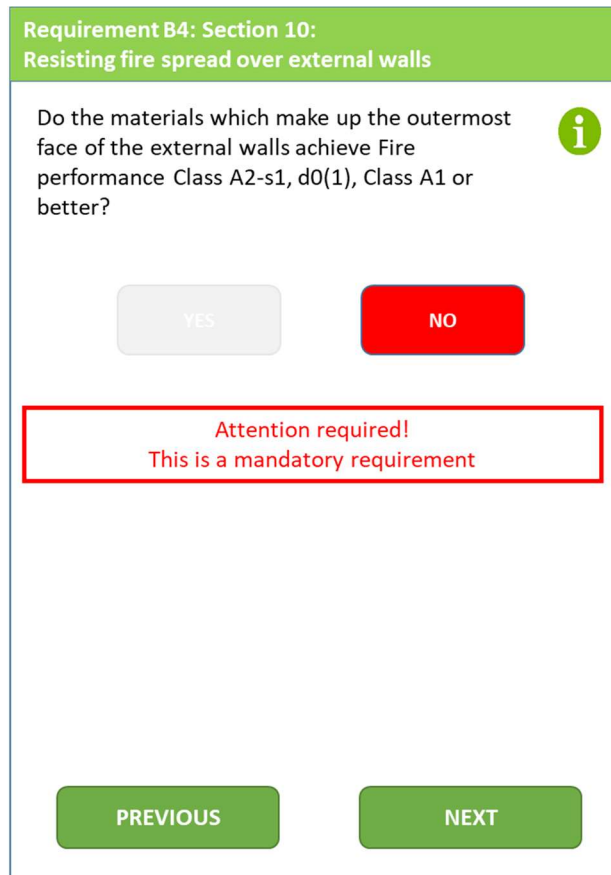 Requirement B4: Section 10:
Resisting fire spread over external walls
Do the materials which make up the outermost
face of the external walls achieve Fire
performance Class A2-s1, d0(1), Class A1 or
better?
i
YES
NO
Attention required!
This is a mandatory requirement
PREVIOUS
NEXT